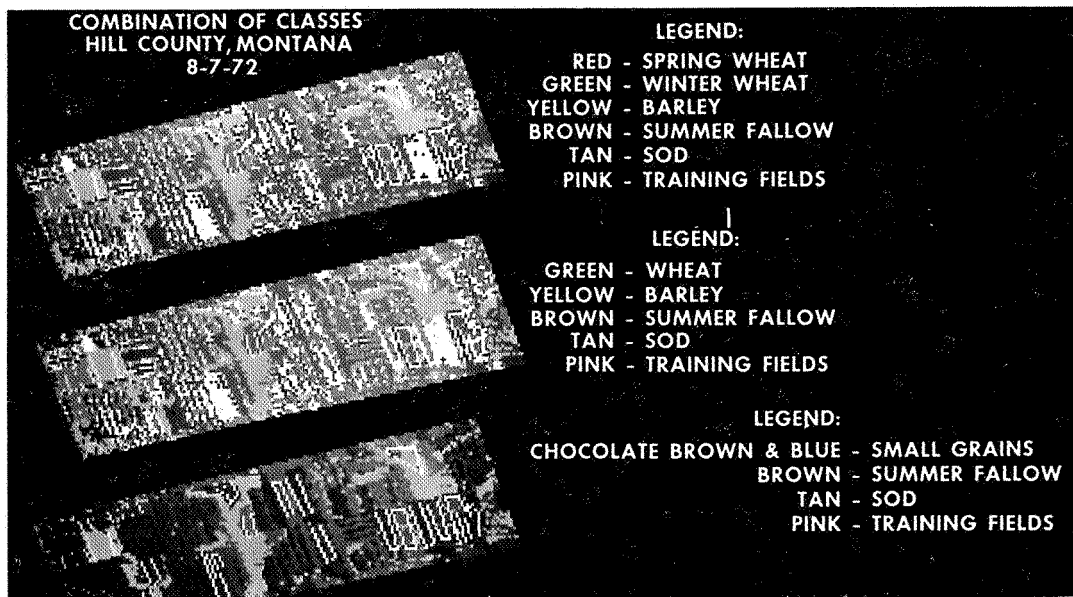 COMBINATION OF CLASSES
HILL COUNTY, MONTANA
8-7-72
LEGEND:
RED - SPRING WHEAT
GREEN - WINTER WHEAT
YELLOW - BARLEY
BROWN - SUMMER FALLOW
TAN - SOD
PINK - TRAINING FIELDS
LEGEND:
GREEN - WHEAT
YELLOW - BARLEY
BROWN - SUMMER FALLOW
TAN - SOD
PINK - TRAINING FIELDS
LEGEND:
CHOCOLATE BROWN & BLUE - SMALL GRAINS
BROWN - SUMMER FALLOW
TAN - SOD
PINK - TRAINING FIELDS